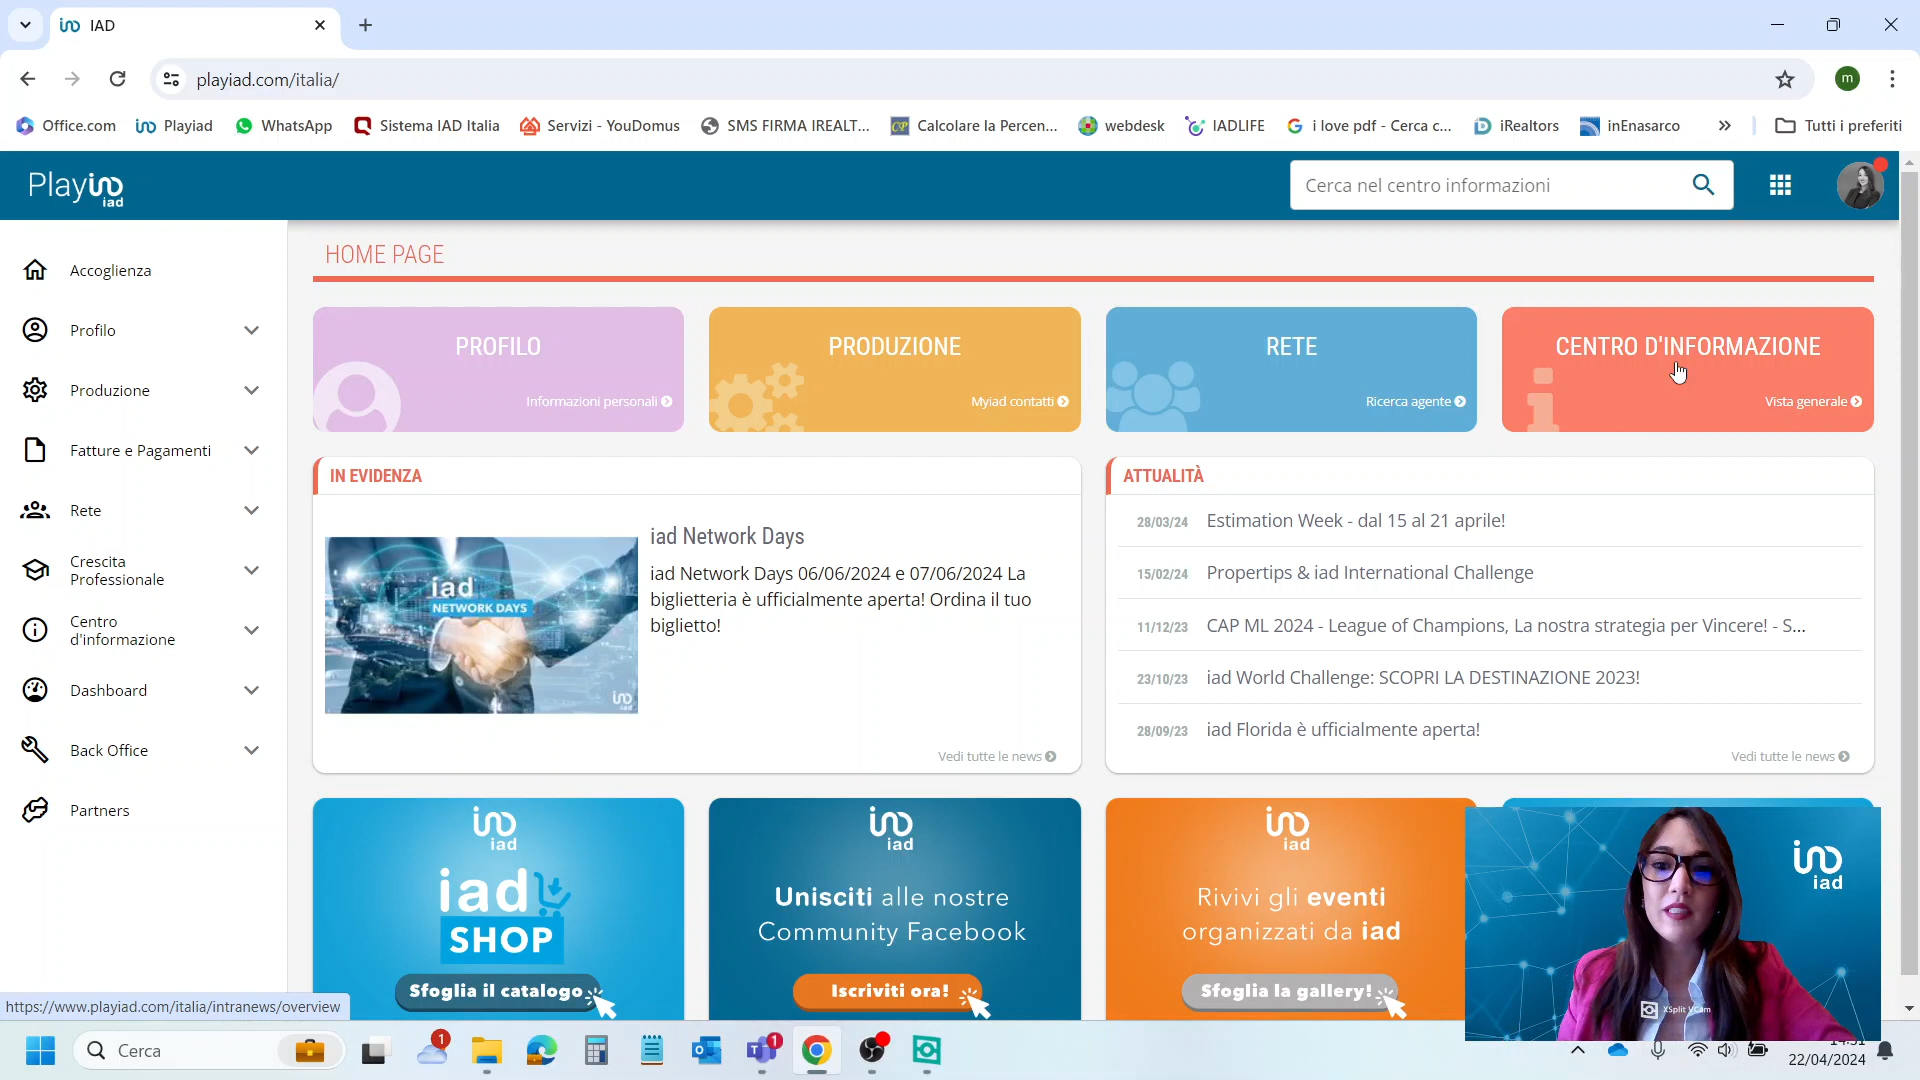 IAD
playiad.com/italia/
m
Office.com
Playiad
WhatsApp
Sistema IAD Italia
Servizi - YouDomus
SMS FIRMA IREALT...
CP
Calcolare la Percen...
webdesk
IADLIFE
i love pdf - Cerca c...
iRealtors
inEnasarco
Tutti i preferiti
Play iad
Cerca nel centro informazioni
Accoglienza
Profilo
Produzione
Fatture e Pagamenti
Rete
Crescita
Professionale
Centro
d'informazione
Dashboard
Back Office
Partners
HOME PAGE
PROFILO
Informazioni personali
PRODUZIONE
Myiad contatti
RETE
Ricerca agente
CENTRO D'INFORMAZIONE
Vista generale
IN EVIDENZA
iad
NETWORK DAYS
iad Network Days
iad Network Days 06/06/2024 e 07/06/2024 La
biglietteria è ufficialmente aperta! Ordina il tuo
biglietto!
Vedi tutte le news
ATTUALITÀ
28/03/24 Estimation Week - dal 15 al 21 aprile!
15/02/24 Propertips & iad International Challenge
11/12/23 CAP ML 2024 - League of Champions, La nostra strategia per Vincere! - S...
23/10/23 iad World Challenge: SCOPRI LA DESTINAZIONE 2023!
28/09/23 iad Florida è ufficialmente aperta!
Vedi tutte le news
iad
iad
SHOP
Sfoglia il catalogo
iad
Unisciti alle nostre
Community Facebook
Iscriviti ora!
iad
Rivivi gli eventi
organizzati da iad
Sfoglia la gallery!
iad
XSplit VCam
https://www.playiad.com/italia/intranews/overview
Cerca
1
1
22/04/2024